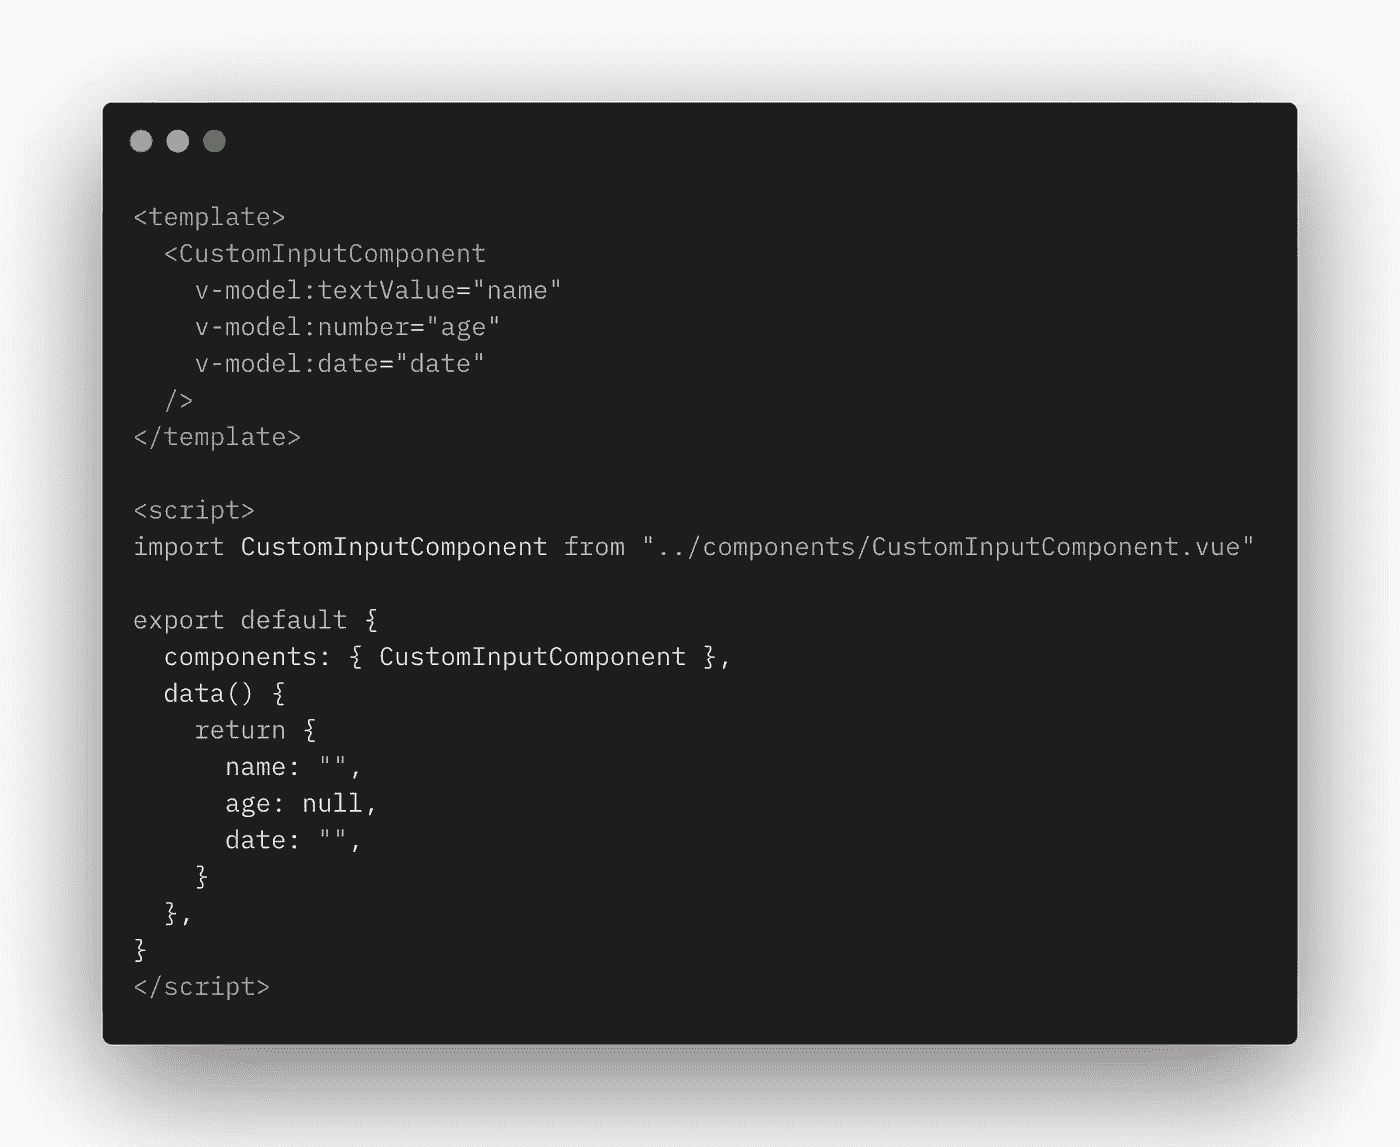 <template>
  <CustomInputComponent
    v-model:textValue="name"
    v-model:number="age"
    v-model:date="date"
  />
</template>

<script>
import CustomInputComponent from "../components/CustomInputComponent.vue"

export default {
  components: { CustomInputComponent },
  data() {
    return {
      name: "",
      age: null,
      date: "",
    }
  },
}
</script>